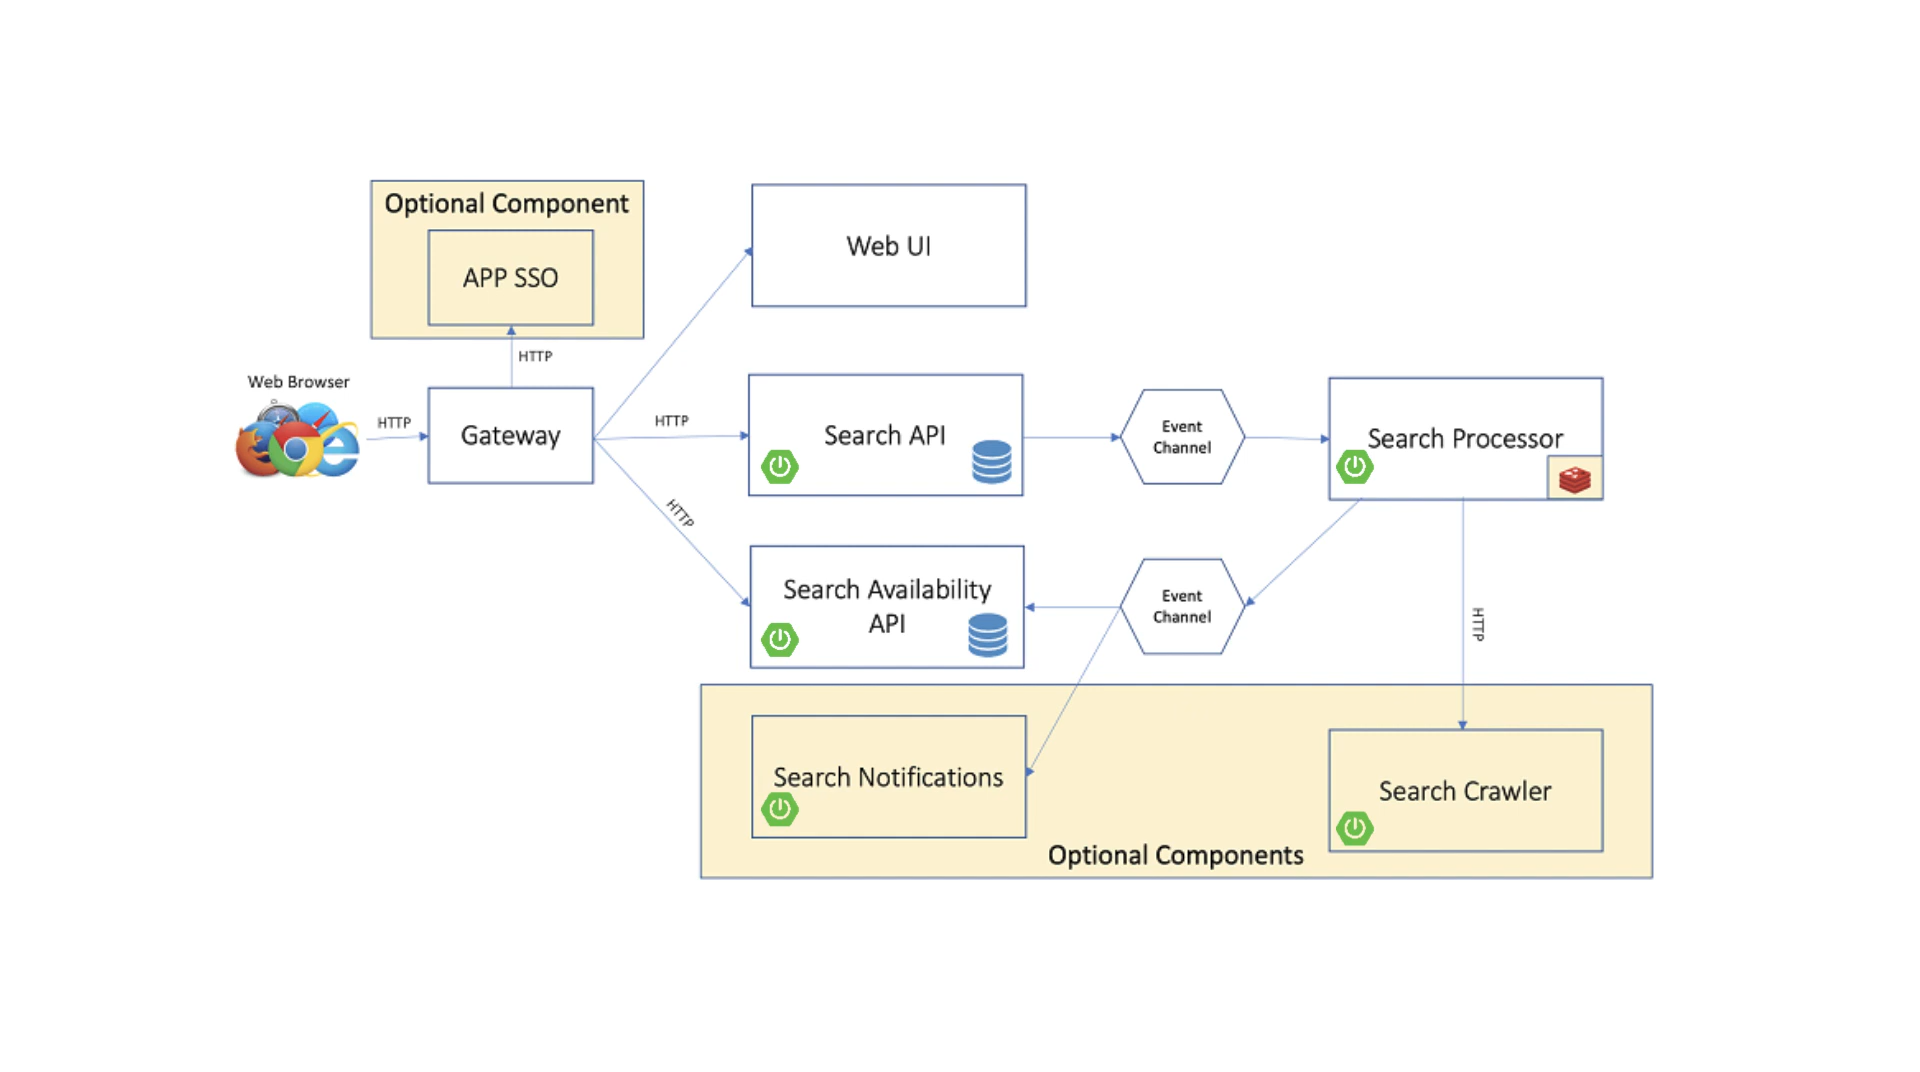 Optional Component
APP SSO
HTTP
Web Browser
HTTP
Gateway
HTTP
HTTP
Web UI
Search API
Event
Channel
Search Processor
Search Availability
API
Event
Channel
HTTP
Search Notifications
Search Crawler
Optional Components